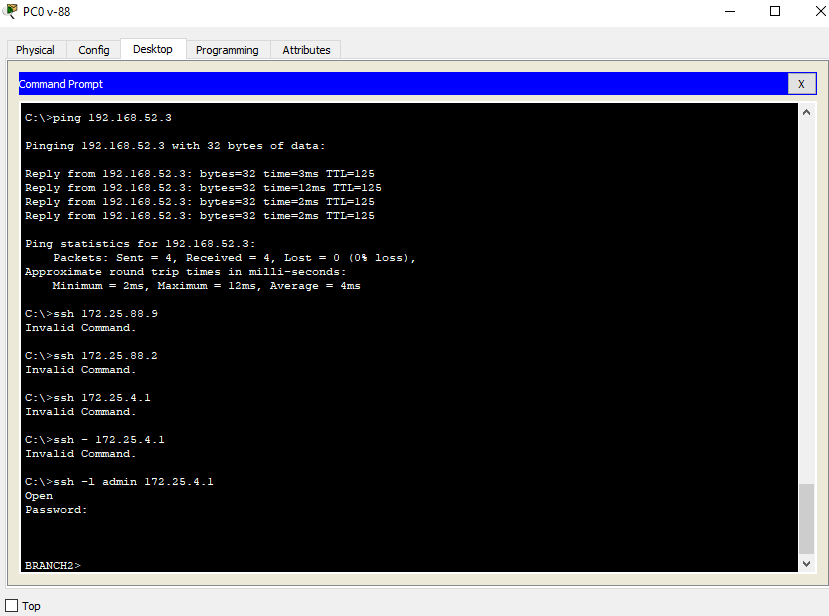 PC0 v-88
Physical Config Desktop Programming Attributes
Command Prompt X
C:\>ping 192.168.52.3
Pinging 192.168.52.3 with 32 bytes of data:
Reply from 192.168.52.3: bytes=32 time=3ms TTL=125
Reply from 192.168.52.3: bytes=32 time=12ms TTL=125
Reply from 192.168.52.3: bytes=32 time=2ms TTL=125
Reply from 192.168.52.3: bytes=32 time=2ms TTL=125
Ping statistics for 192.168.52.3:
Packets: Sent = 4, Received = 4, Lost = 0 (0% loss),
Approximate round trip times in milli-seconds:
Minimum = 2ms, Maximum = 12ms, Average = 4ms
C:\>ssh 172.25.88.9
Invalid Command.
C:\>ssh 172.25.88.2
Invalid Command.
C:\>ssh 172.25.4.1
Invalid Command.
C:\>ssh - 172.25.4.1
Invalid Command.
C:\>ssh -l admin 172.25.4.1
Open
Password:
BRANCH2>
Top